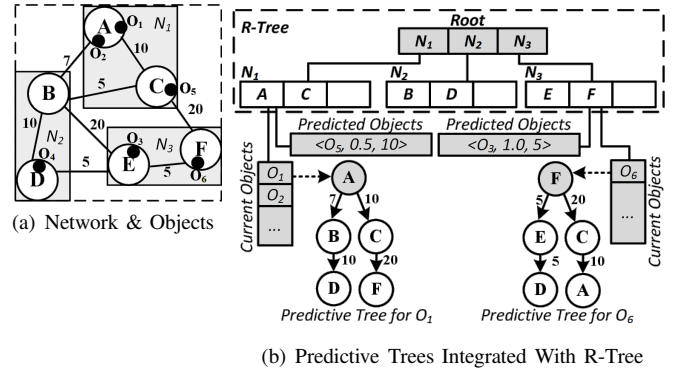 A
O1
N1
O2
7
10
B
5
C
O5
10
20
20
N2
O4
O3
N3
F
D
5
E
5
O6
(a) Network & Objects
R-Tree
Root
N1 N2 N3
N1 N2 N3
A C B D E F
Predicted Objects Predicted Objects
<O5, 0.5, 10> <O3, 1.0, 5>
Current Objects
O1
O2
...
A
7 10
B C
10 20
D F
Predictive Tree for O1
F
5 20
E C
5 10
D A
Predictive Tree for O6
O6
...
Current Objects
(b) Predictive Trees Integrated With R-Tree